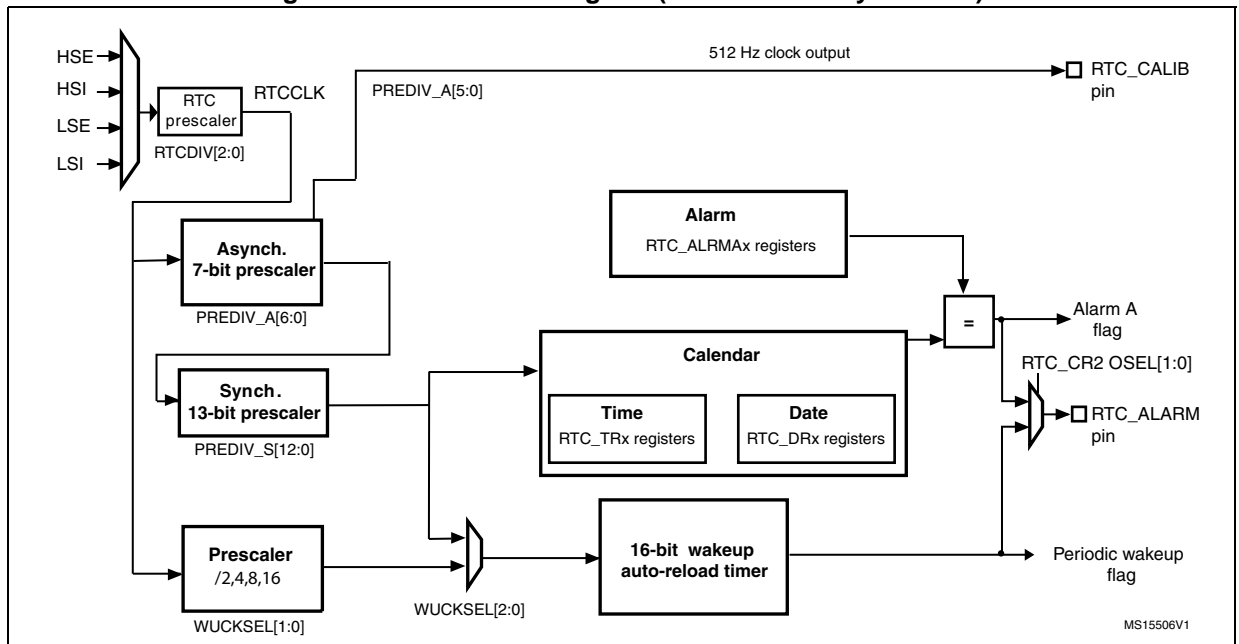 HSE
HSI
LSE
LSI
RTC
prescaler
RTCDIV[2:0]
RTCCLK
PREDIV_A[5:0]
512 Hz clock output
RTC_CALIB
pin
Asynch.
7-bit prescaler
PREDIV_A[6:0]
Alarm
RTC_ALRMAx registers
=
Alarm A
flag
Synch.
13-bit prescaler
PREDIV_S[12:0]
Calendar
Time
RTC_TRx registers
Date
RTC_DRx registers
RTC_CR2 OSEL[1:0]
RTC_ALARM
pin
Prescaler
/2,4,8,16
WUCKSEL[1:0]
WUCKSEL[2:0]
16-bit wakeup
auto-reload timer
Periodic wakeup
flag
MS15506V1